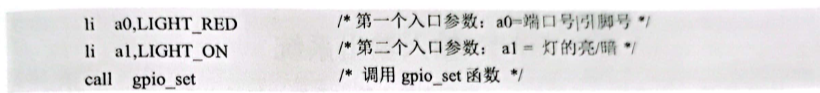 li a0,LIGHT_RED /* 第一个入口参数：a0=端口号|引脚号 */
li a1,LIGHT_ON /* 第二个入口参数：a1 = 灯的亮/暗 */
call gpio_set /* 调用 gpio_set 函数 */